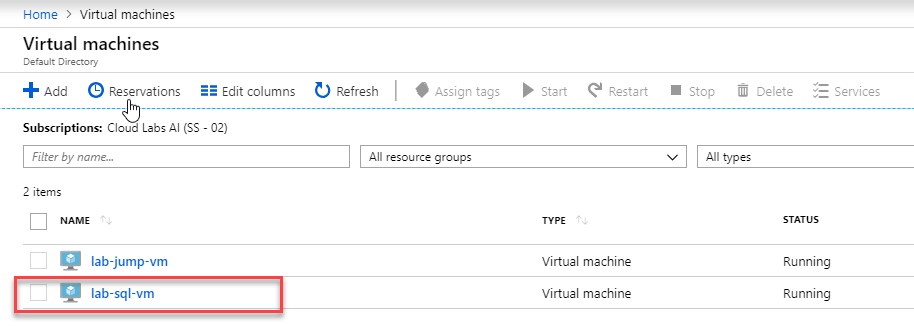 Home > Virtual machines
Virtual machines
Default Directory
Add Reservations Edit columns Refresh Assign tags Start Restart Stop Delete Services
Subscriptions: Cloud Labs AI (SS - 02)
Filter by name... All resource groups All types
2 items
NAME TYPE STATUS
lab-jump-vm Virtual machine Running
lab-sql-vm Virtual machine Running